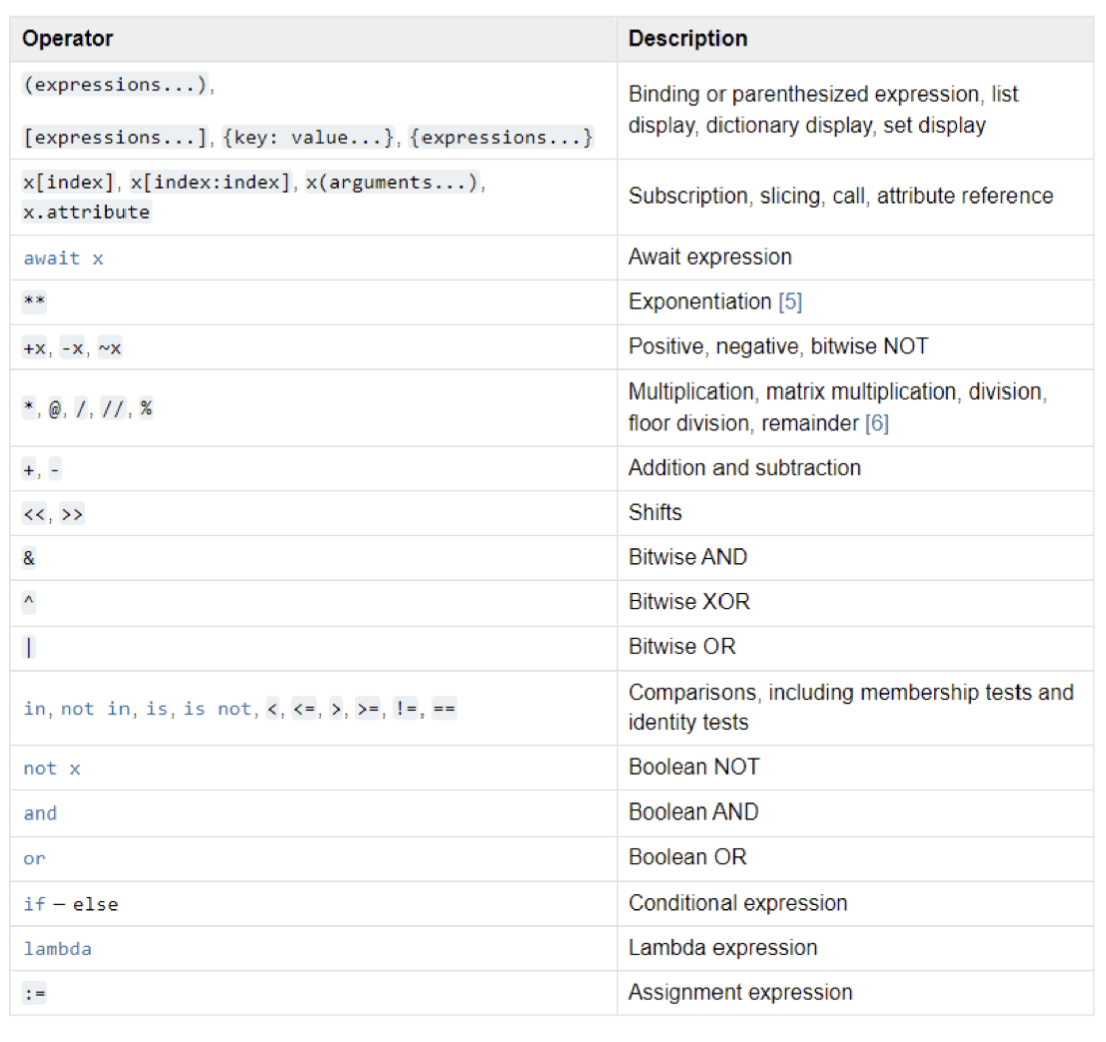 Operator
Description
(expressions...),
[expressions...], {key: value...}, {expressions...}
Binding or parenthesized expression, list
display, dictionary display, set display
x[index], x[index:index], x(arguments...),
x.attribute
Subscription, slicing, call, attribute reference
await x
Await expression
**
Exponentiation [5]
+x, -x, ~x
Positive, negative, bitwise NOT
*, @, /, //, %
Multiplication, matrix multiplication, division,
floor division, remainder [6]
+, -
Addition and subtraction
<<, >>
Shifts
&
Bitwise AND
^
Bitwise XOR
|
Bitwise OR
in, not in, is, is not, <, <=, >, >=, !=, ==
Comparisons, including membership tests and
identity tests
not x
Boolean NOT
and
Boolean AND
or
Boolean OR
if – else
Conditional expression
lambda
Lambda expression
:=
Assignment expression